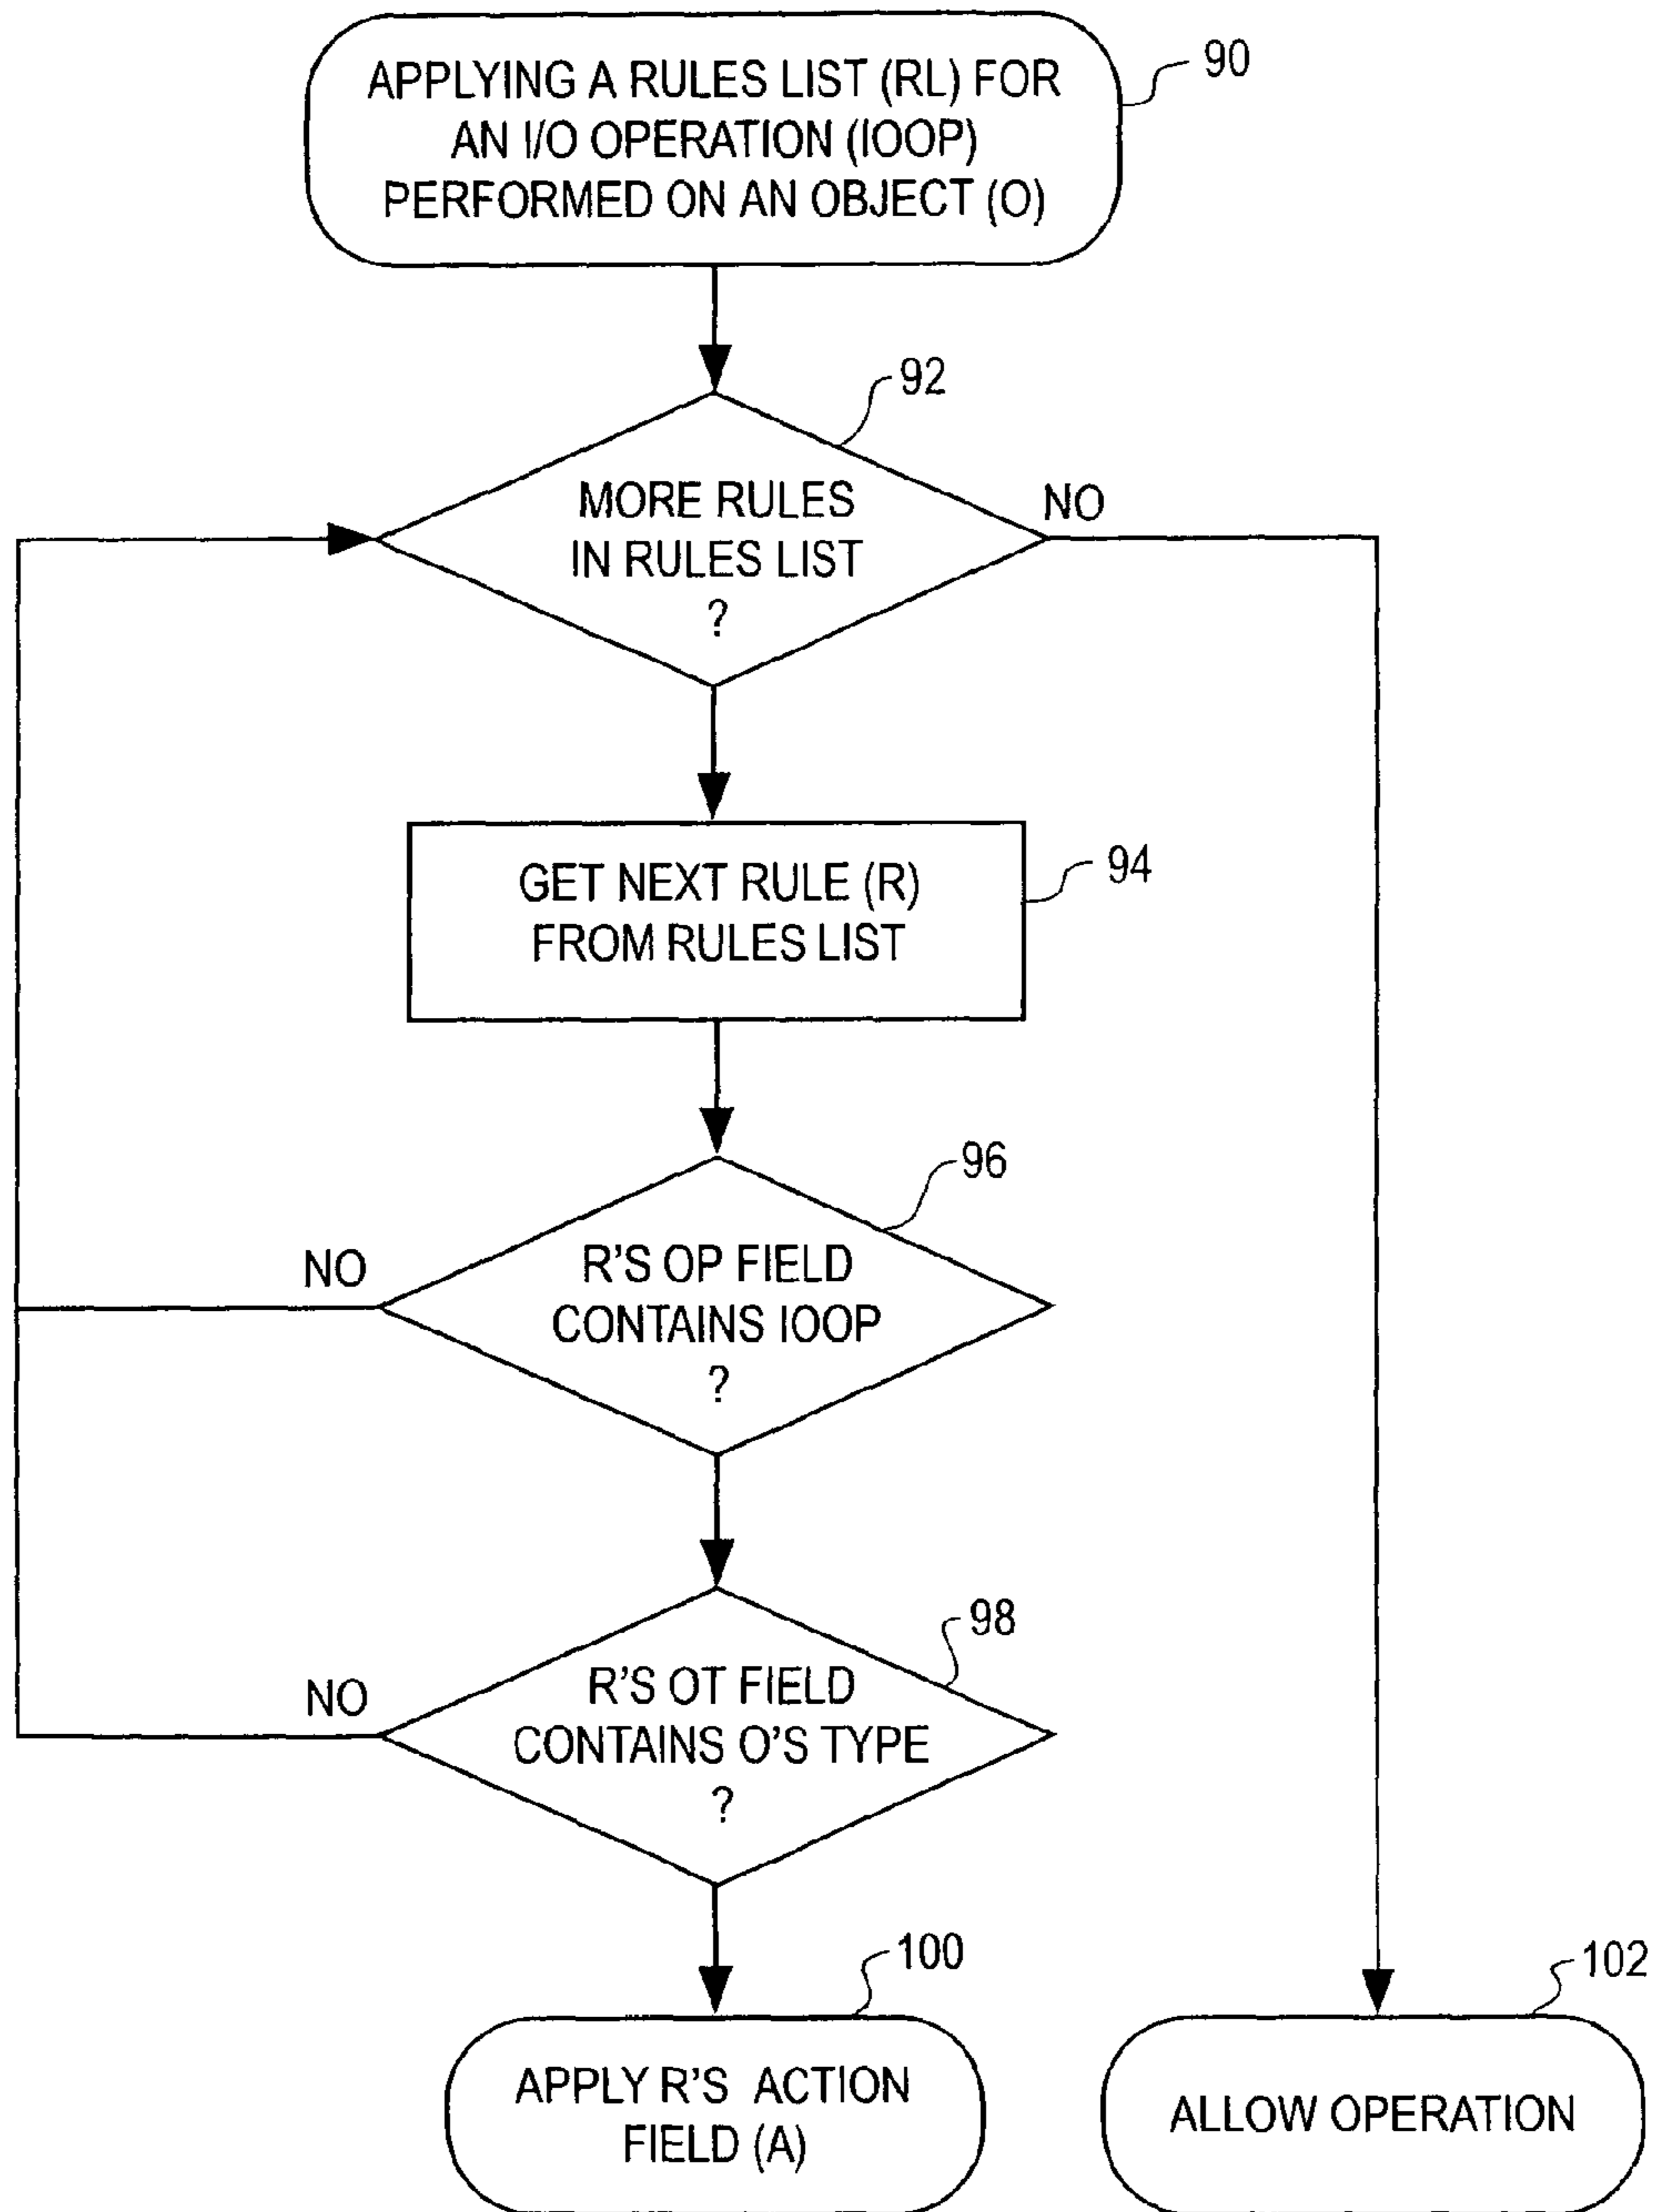 APPLYING A RULES LIST (RL) FOR
AN I/O OPERATION (IOOP)
PERFORMED ON AN OBJECT (O)
90
92
MORE RULES
IN RULES LIST
?
NO
94
GET NEXT RULE (R)
FROM RULES LIST
96
R'S OP FIELD
CONTAINS IOOP
?
NO
98
R'S OT FIELD
CONTAINS O'S TYPE
?
NO
100
APPLY R'S ACTION
FIELD (A)
102
ALLOW OPERATION